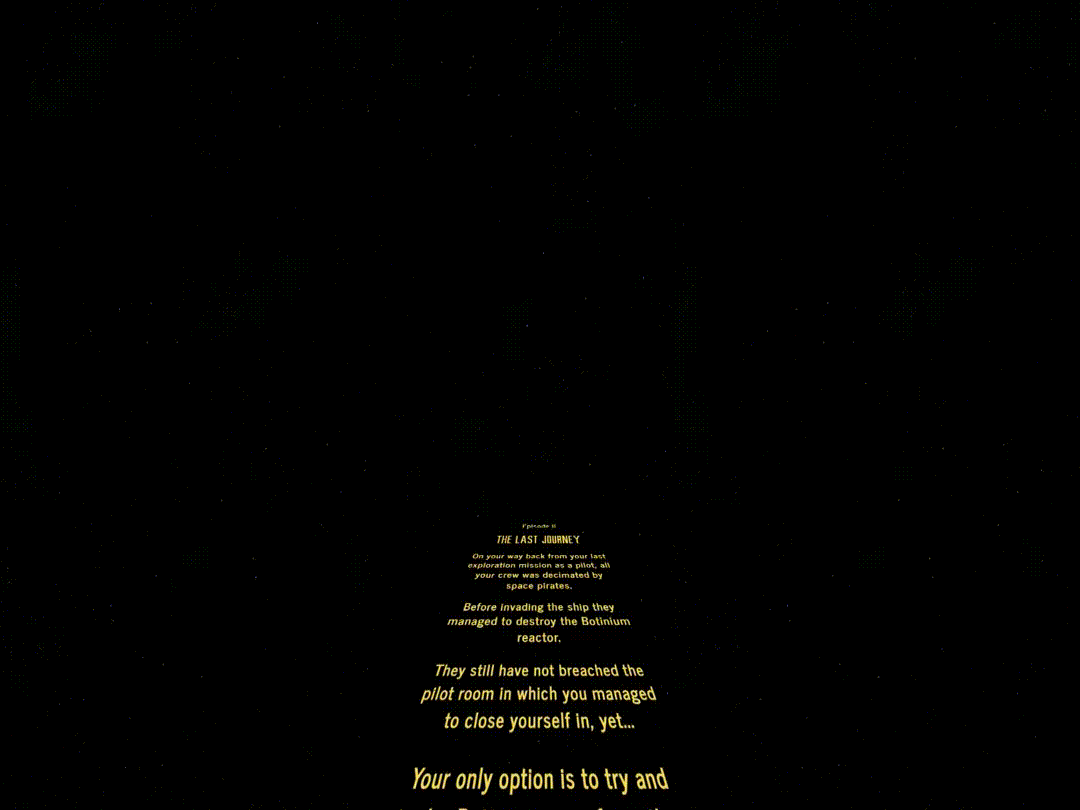 Episode II
THE LAST JOURNEY
On your way back from your last
exploration mission as a pilot, all
your crew was decimated by
space pirates.
Before invading the ship they
managed to destroy the Botinium
reactor.
They still have not breached the
pilot room in which you managed
to close yourself in, yet...
Your only option is to try and